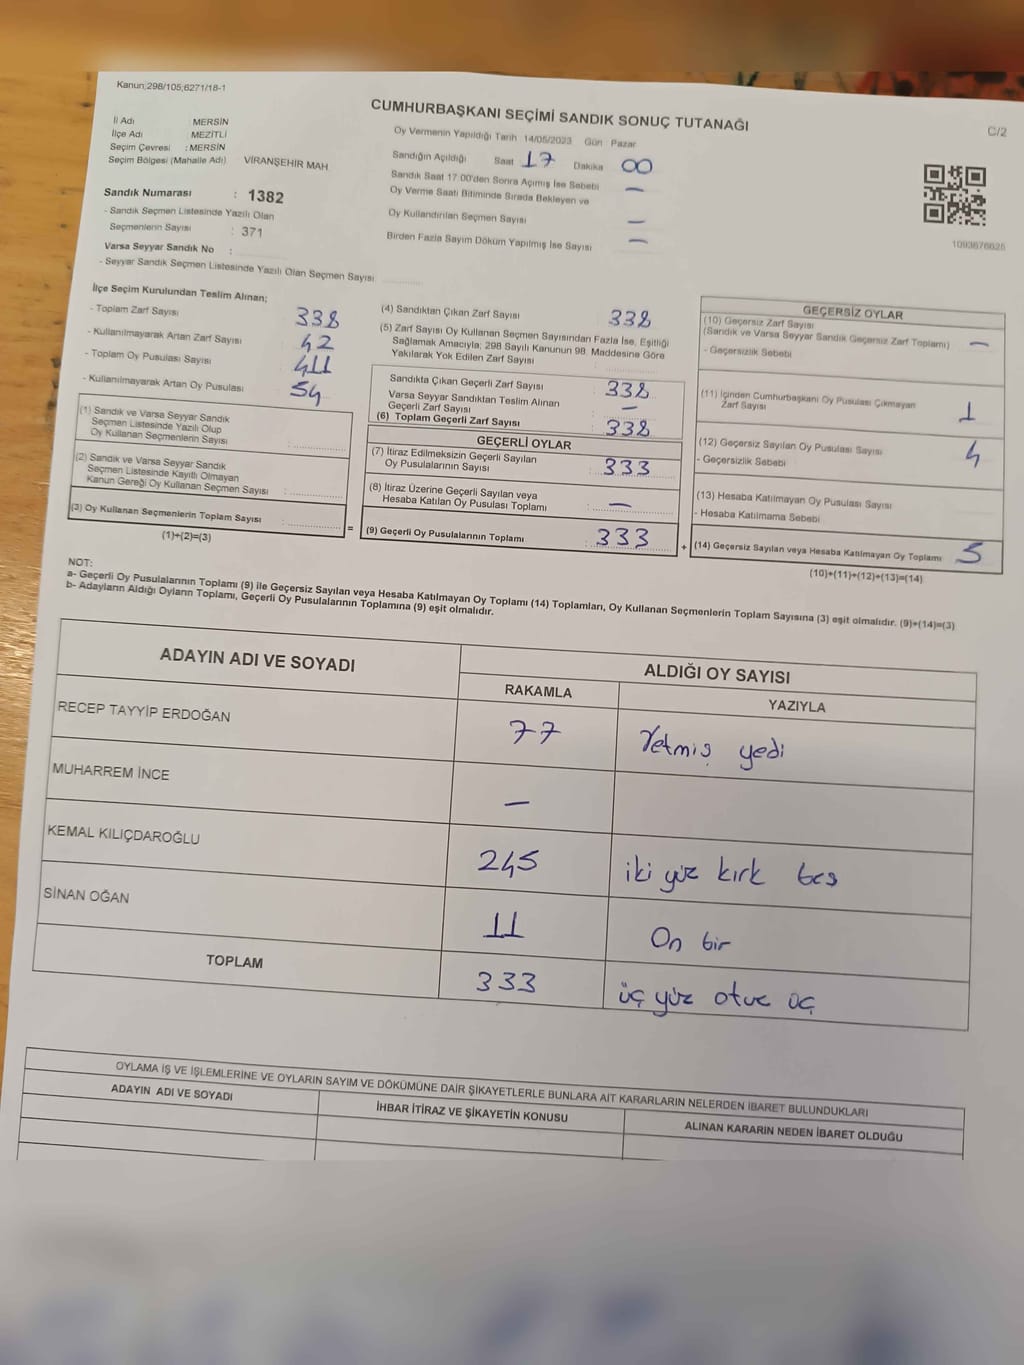 Kanun;298/105;6271/18-1
CUMHURBAŞKANI SEÇİMİ SANDIK SONUÇ TUTANAĞI
C/2
İl Adı : MERSİN
İlçe Adı : MEZİTLİ
Seçim Çevresi : MERSİN
Seçim Bölgesi (Mahalle Adı) VİRANŞEHİR MAH
Sandık Numarası : 1382
- Sandık Seçmen Listesinde Yazılı Olan
Seçmenlerin Sayısı : 371
Varsa Seyyar Sandık No :
- Seyyar Sandık Seçmen Listesinde Yazılı Olan Seçmen Sayısı:
Oy Vermenin Yapıldığı Tarih 14/05/2023 Gün Pazar
Sandığın Açıldığı Saat 17 Dakika 00
Sandık Saat 17:00'den Sonra Açımış İse Sebebi —
Oy Verme Saati Bitiminde Sırada Bekleyen ve
Oy Kullandırılan Seçmen Sayısı —
Birden Fazla Sayım Döküm Yapılmış İse Sayısı —
1093676625
İlçe Seçim Kurulundan Teslim Alınan;
- Toplam Zarf Sayısı 338
- Kullanılmayarak Artan Zarf Sayısı 42
- Toplam Oy Pusulası Sayısı 411
- Kullanılmayarak Artan Oy Pusulası 54
(1) Sandık ve Varsa Seyyar Sandık
Seçmen Listesinde Yazılı Olup
Oy Kullanan Seçmenlerin Sayısı :
(2) Sandık ve Varsa Seyyar Sandık
Seçmen Listesinde Kayıtlı Olmayan
Kanun Gereği Oy Kullanan Seçmen Sayısı :
(3) Oy Kullanan Seçmenlerin Toplam Sayısı :
(1)+(2)=(3)
=
(4) Sandıktan Çıkan Zarf Sayısı : 338
(5) Zarf Sayısı Oy Kullanan Seçmen Sayısından Fazla İse, Eşitliği
Sağlamak Amacıyla; 298 Sayılı Kanunun 98. Maddesine Göre
Yakılarak Yok Edilen Zarf Sayısı :
Sandıkta Çıkan Geçerli Zarf Sayısı : 338
Varsa Seyyar Sandıktan Teslim Alınan
Geçerli Zarf Sayısı : —
(6) Toplam Geçerli Zarf Sayısı : 338
GEÇERLİ OYLAR
(7) İtiraz Edilmeksizin Geçerli Sayılan
Oy Pusulalarının Sayısı : 333
(8) İtiraz Üzerine Geçerli Sayılan veya
Hesaba Katılan Oy Pusulası Toplamı : —
(9) Geçerli Oy Pusulalarının Toplamı : 333
+
GEÇERSİZ OYLAR
(10) Geçersiz Zarf Sayısı
(Sandık ve Varsa Seyyar Sandık Geçersiz Zarf Toplamı) —
- Geçersizlik Sebebi
(11) İçinden Cumhurbaşkanı Oy Pusulası Çıkmayan
Zarf Sayısı 1
(12) Geçersiz Sayılan Oy Pusulası Sayısı 4
- Geçersizlik Sebebi
(13) Hesaba Katılmayan Oy Pusulası Sayısı
- Hesaba Katılmama Sebebi
(14) Geçersiz Sayılan veya Hesaba Katılmayan Oy Toplamı 5
(10)+(11)+(12)+(13)=(14)
NOT:
a- Geçerli Oy Pusulalarının Toplamı (9) ile Geçersiz Sayılan veya Hesaba Katılmayan Oy Toplamı (14) Toplamları, Oy Kullanan Seçmenlerin Toplam Sayısına (3) eşit olmalıdır. (9)+(14)=(3)
b- Adayların Aldığı Oyların Toplamı, Geçerli Oy Pusulalarının Toplamına (9) eşit olmalıdır.
ADAYIN ADI VE SOYADI
ALDIĞI OY SAYISI
RAKAMLA YAZIYLA
RECEP TAYYİP ERDOĞAN 77 Yetmiş yedi
MUHARREM İNCE —
KEMAL KILIÇDAROĞLU 245 iki yüz kırk beş
SİNAN OĞAN 11 On bir
TOPLAM 333 üç yüz otuz üç
OYLAMA İŞ VE İŞLEMLERİNE VE OYLARIN SAYIM VE DÖKÜMÜNE DAİR ŞİKAYETLERLE BUNLARA AİT KARARLARIN NELERDEN İBARET BULUNDUKLARI
ADAYIN ADI VE SOYADI İHBAR İTİRAZ VE ŞİKAYETİN KONUSU ALINAN KARARIN NEDEN İBARET OLDUĞU